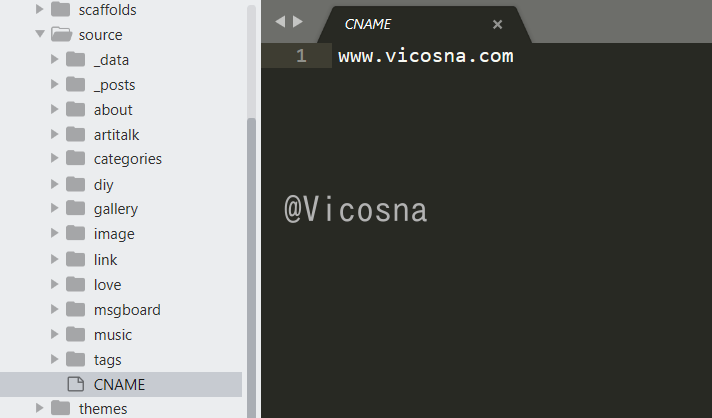 scaffolds
source
_data
_posts
about
artitalk
categories
diy
gallery
image
link
love
msgboard
music
tags
CNAME
themes
CNAME
1 www.vicosna.com
@Vicosna